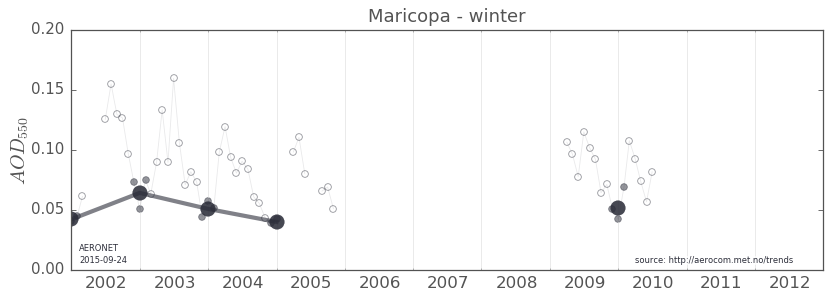 Maricopa - winter
0.20
0.15
0.10
0.05
0.00
AOD550
AERONET
2015-09-24
source: http://aerocom.met.no/trends
2002 2003 2004 2005 2006 2007 2008 2009 2010 2011 2012